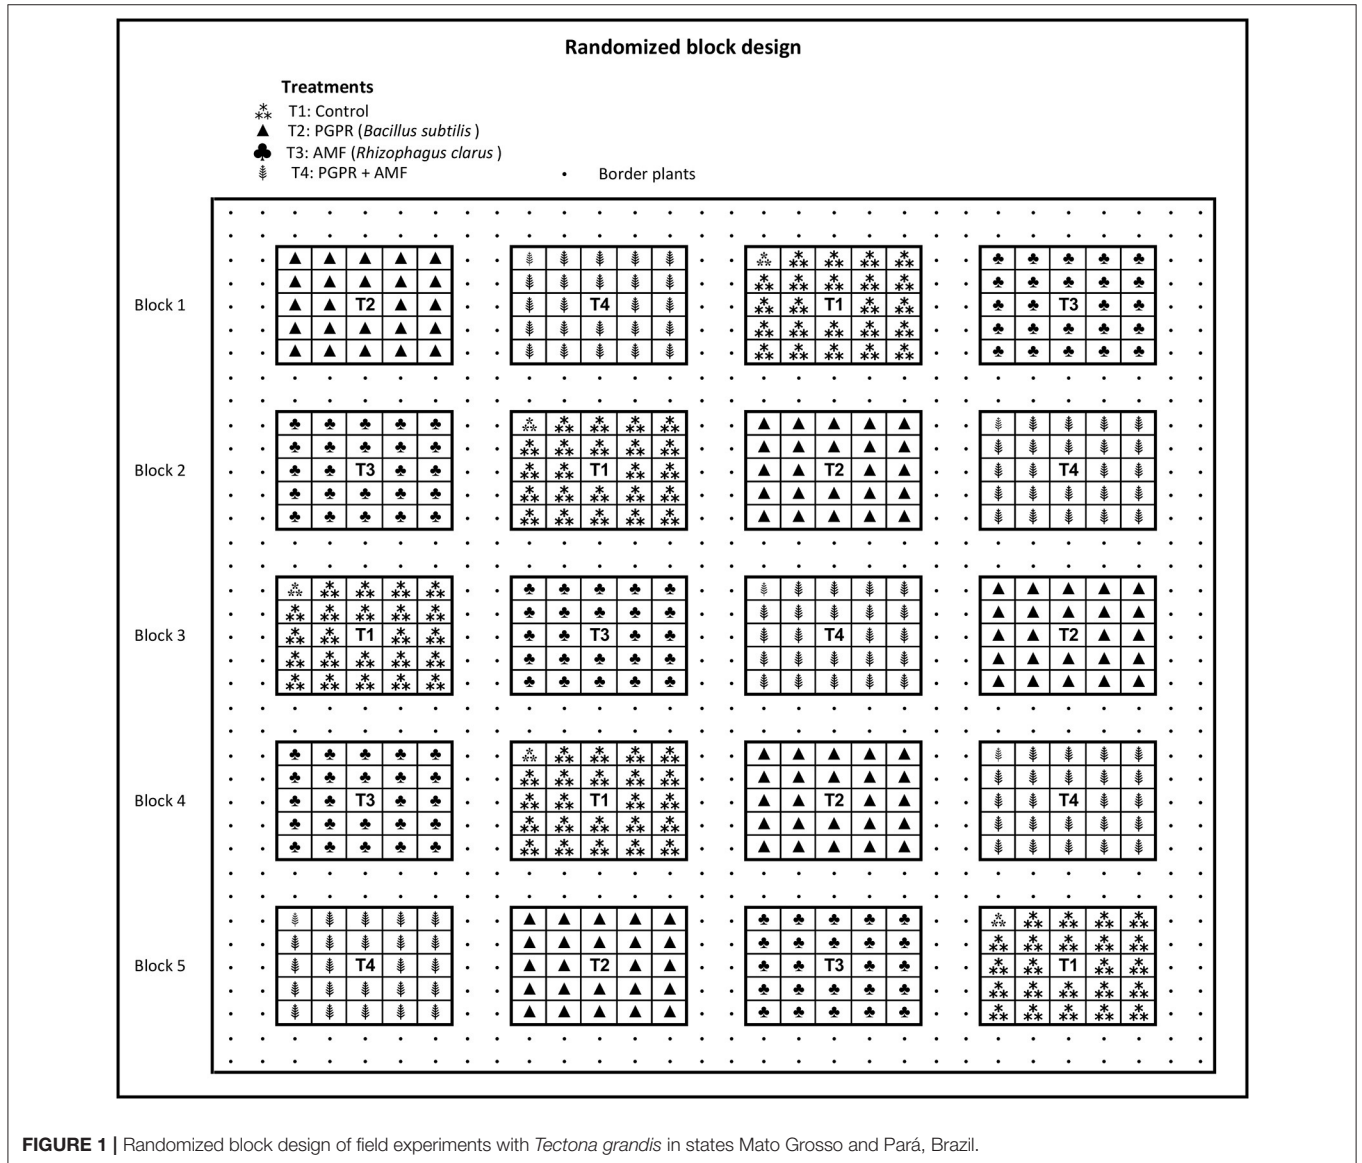 Randomized block design
Treatments
T1: Control
T2: PGPR (Bacillus subtilis )
T3: AMF (Rhizophagus clarus )
T4: PGPR + AMF
Border plants
Block 1
T2
T4
T1
T3
Block 2
T3
T1
T2
T4
Block 3
T1
T3
T4
T2
Block 4
T3
T1
T2
T4
Block 5
T4
T2
T3
T1
FIGURE 1 | Randomized block design of field experiments with Tectona grandis in states Mato Grosso and Pará, Brazil.